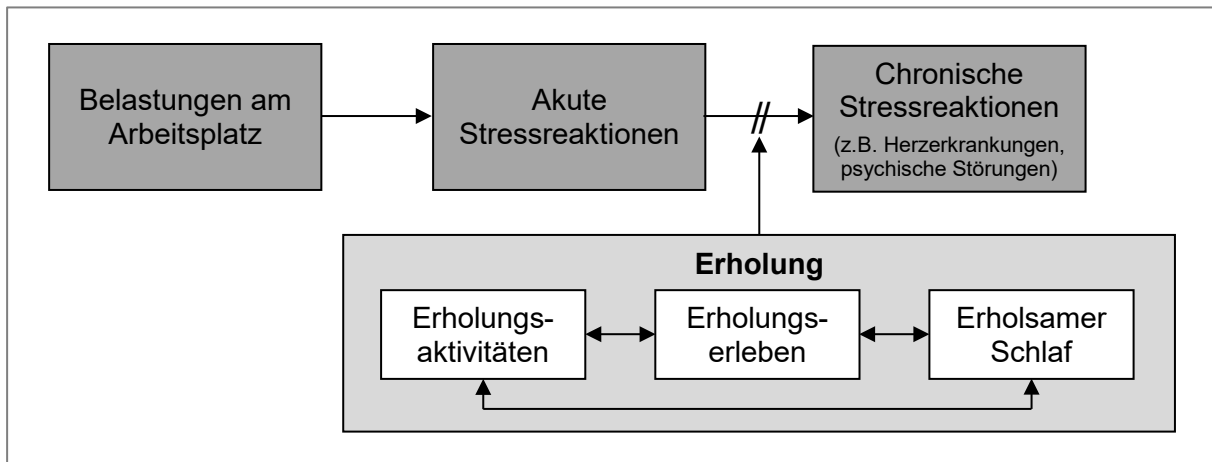 Belastungen am
Arbeitsplatz
Akute
Stressreaktionen
Chronische
Stressreaktionen
(z.B. Herzerkrankungen,
psychische Störungen)
Erholung
Erholungs-
aktivitäten
Erholungs-
erleben
Erholsamer
Schlaf